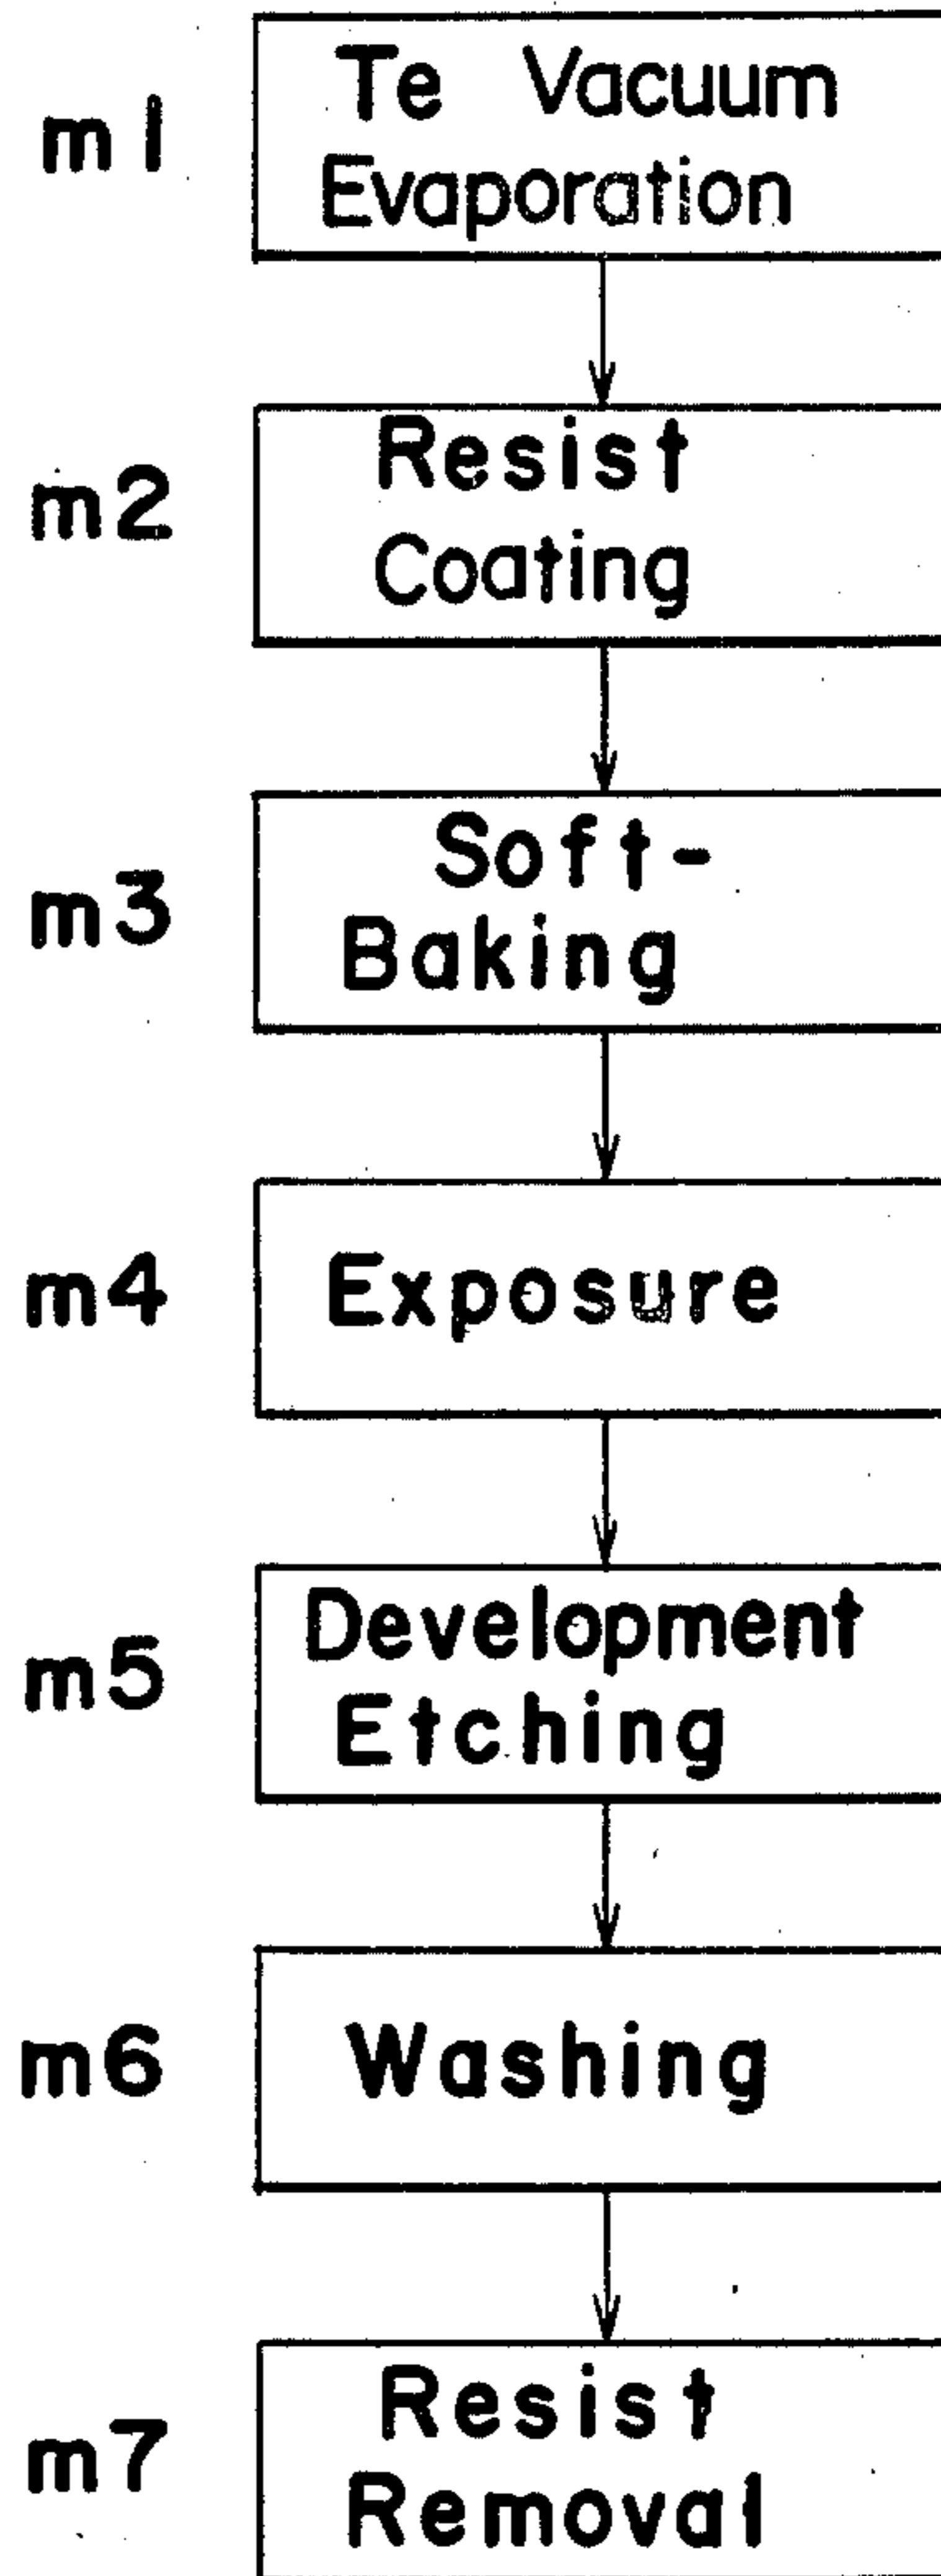 m1
Te Vacuum
Evaporation
m2
Resist
Coating
m3
Soft-
Baking
m4
Exposure
m5
Development
Etching
m6
Washing
m7
Resist
Removal